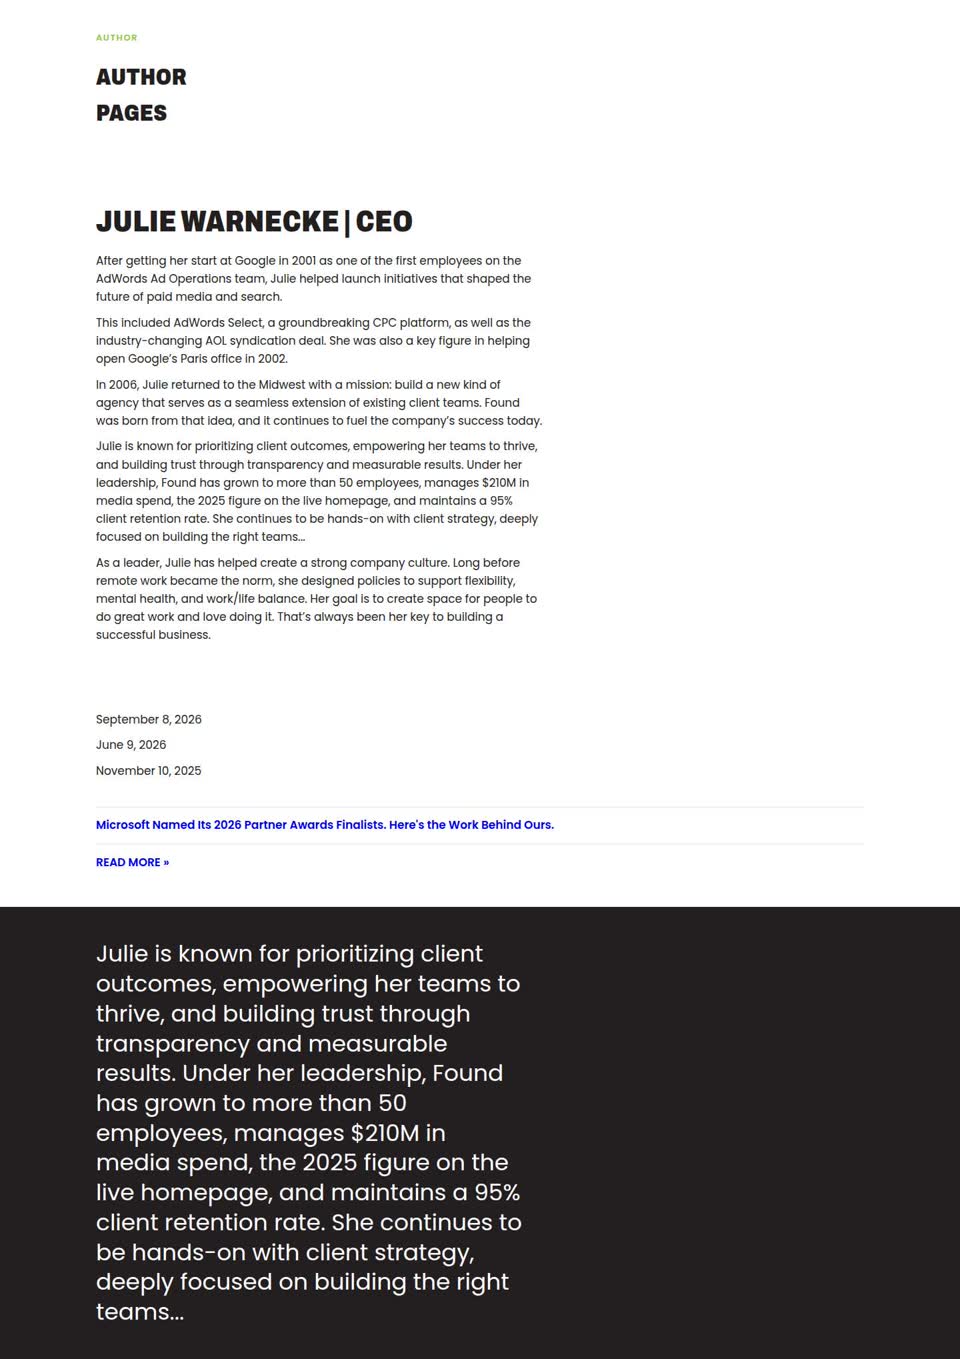 AUTHOR
AUTHOR
PAGES
JULIE WARNECKE | CEO
After getting her start at Google in 2001 as one of the first employees on the
AdWords Ad Operations team, Julie helped launch initiatives that shaped the
future of paid media and search.
This included AdWords Select, a groundbreaking CPC platform, as well as the
industry-changing AOL syndication deal. She was also a key figure in helping
open Google’s Paris office in 2002.
In 2006, Julie returned to the Midwest with a mission: build a new kind of
agency that serves as a seamless extension of existing client teams. Found
was born from that idea, and it continues to fuel the company’s success today.
Julie is known for prioritizing client outcomes, empowering her teams to thrive,
and building trust through transparency and measurable results. Under her
leadership, Found has grown to more than 50 employees, manages $210M in
media spend, the 2025 figure on the live homepage, and maintains a 95%
client retention rate. She continues to be hands-on with client strategy, deeply
focused on building the right teams...
As a leader, Julie has helped create a strong company culture. Long before
remote work became the norm, she designed policies to support flexibility,
mental health, and work/life balance. Her goal is to create space for people to
do great work and love doing it. That’s always been her key to building a
successful business.
September 8, 2026
June 9, 2026
November 10, 2025
Microsoft Named Its 2026 Partner Awards Finalists. Here's the Work Behind Ours.
READ MORE »
Julie is known for prioritizing client
outcomes, empowering her teams to
thrive, and building trust through
transparency and measurable
results. Under her leadership, Found
has grown to more than 50
employees, manages $210M in
media spend, the 2025 figure on the
live homepage, and maintains a 95%
client retention rate. She continues to
be hands-on with client strategy,
deeply focused on building the right
teams...